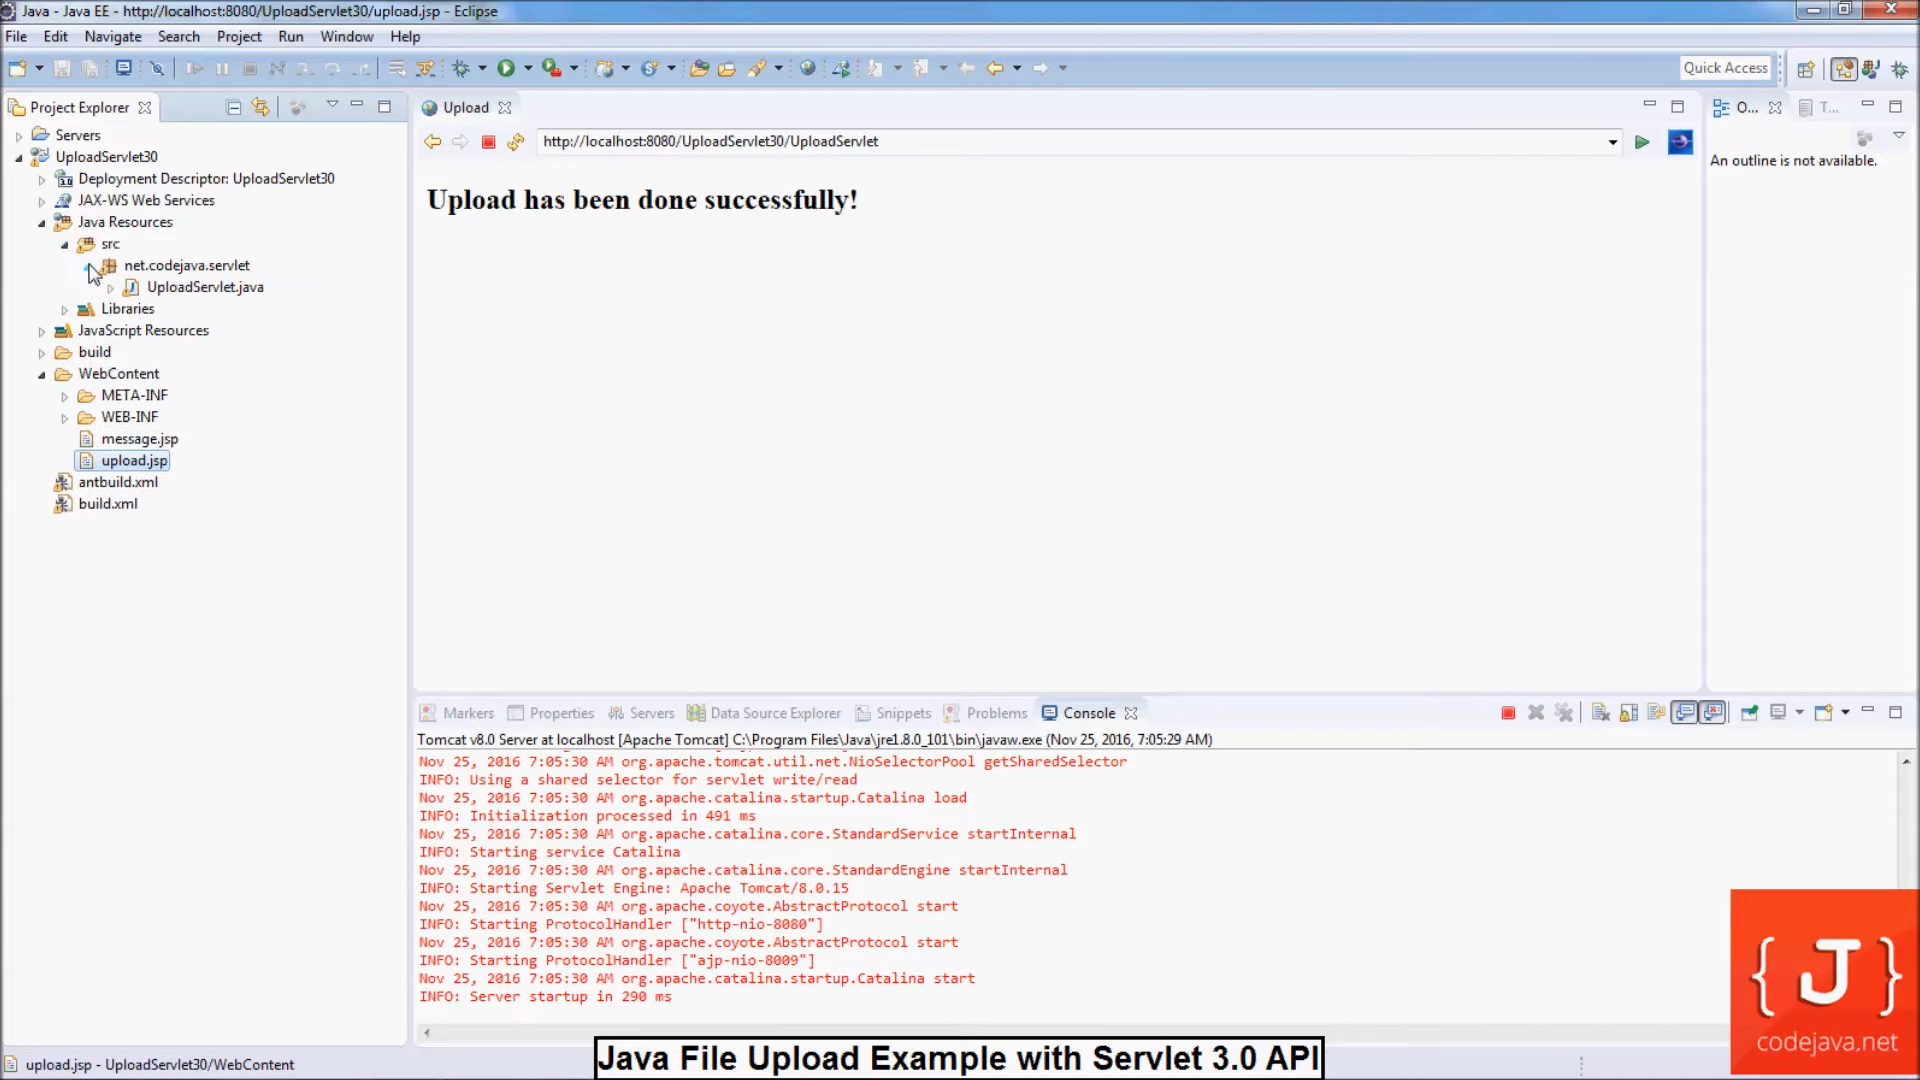 Java - Java EE - http://localhost:8080/UploadServlet30/upload.jsp - Eclipse
File Edit Navigate Search Project Run Window Help
Quick Access
Project Explorer
Servers
UploadServlet30
Deployment Descriptor: UploadServlet30
JAX-WS Web Services
Java Resources
src
net.codejava.servlet
UploadServlet.java
Libraries
JavaScript Resources
build
WebContent
META-INF
WEB-INF
message.jsp
upload.jsp
antbuild.xml
build.xml
Upload
http://localhost:8080/UploadServlet30/UploadServlet
Upload has been done successfully!
O... T...
An outline is not available.
Markers Properties Servers Data Source Explorer Snippets Problems Console
Tomcat v8.0 Server at localhost [Apache Tomcat] C:\Program Files\Java\jre1.8.0_101\bin\javaw.exe (Nov 25, 2016, 7:05:29 AM)
Nov 25, 2016 7:05:30 AM org.apache.tomcat.util.net.NioSelectorPool getSharedSelector
INFO: Using a shared selector for servlet write/read
Nov 25, 2016 7:05:30 AM org.apache.catalina.startup.Catalina load
INFO: Initialization processed in 491 ms
Nov 25, 2016 7:05:30 AM org.apache.catalina.core.StandardService startInternal
INFO: Starting service Catalina
Nov 25, 2016 7:05:30 AM org.apache.catalina.core.StandardEngine startInternal
INFO: Starting Servlet Engine: Apache Tomcat/8.0.15
Nov 25, 2016 7:05:30 AM org.apache.coyote.AbstractProtocol start
INFO: Starting ProtocolHandler ["http-nio-8080"]
Nov 25, 2016 7:05:30 AM org.apache.coyote.AbstractProtocol start
INFO: Starting ProtocolHandler ["ajp-nio-8009"]
Nov 25, 2016 7:05:30 AM org.apache.catalina.startup.Catalina start
INFO: Server startup in 290 ms
{ J }
codejava.net
upload.jsp - UploadServlet30/WebContent
Java File Upload Example with Servlet 3.0 API